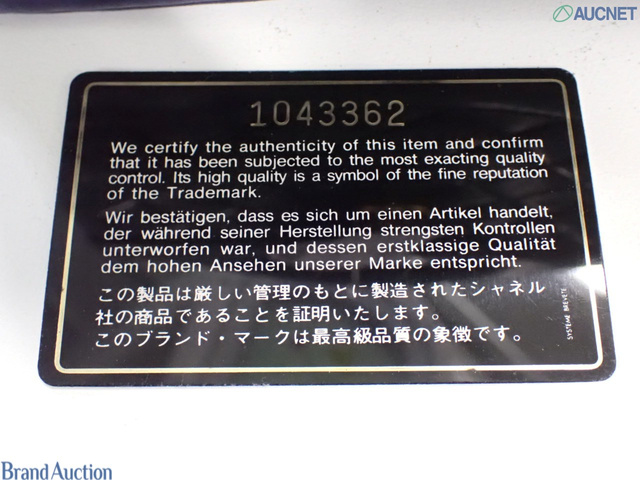 AUCNET
1043362
We certify the authenticity of this item and confirm
that it has been subjected to the most exacting quality
control. Its high quality is a symbol of the fine reputation
of the Trademark.
Wir bestätigen, dass es sich um einen Artikel handelt,
der während seiner Herstellung strengsten Kontrollen
unterworfen war, und dessen erstklassige Qualität
dem hohen Ansehen unserer Marke entspricht.
この製品は厳しい管理のもとに製造されたシャネル
社の商品であることを証明いたします。
このブランド・マークは最高級品質の象徴です。
SYSTEME BREVETE
Brand Auction